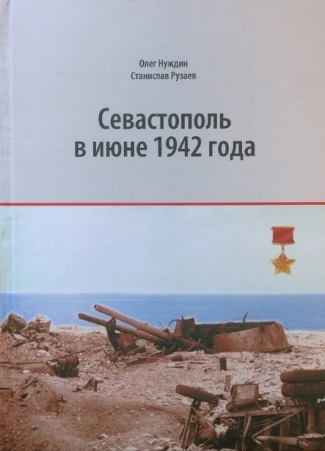 Олег Нуждин
Станислав Рузаев
Севастополь
в июне 1942 года